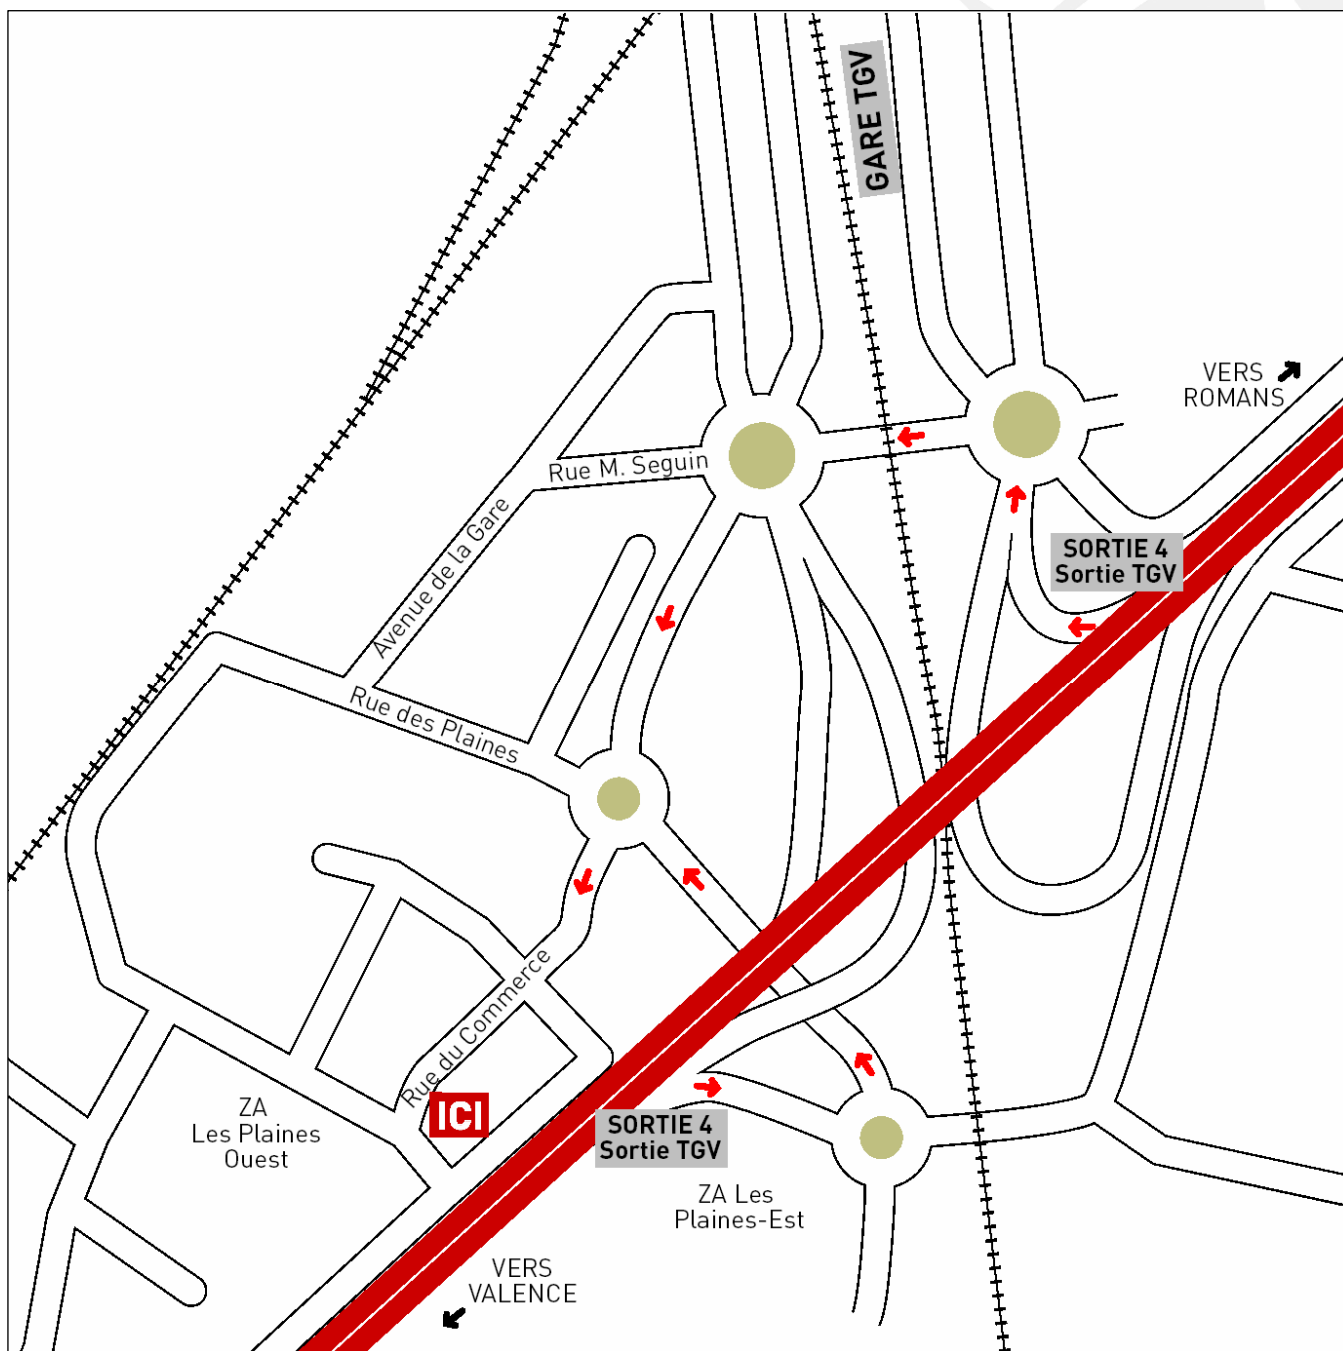 GARE TGV
VERS
ROMANS
Rue M. Seguin
Avenue de la Gare
SORTIE 4
Sortie TGV
Rue des Plaines
Rue du Commerce
ICI
ZA
Les Plaines
Ouest
SORTIE 4
Sortie TGV
ZA Les
Plaines-Est
VERS
VALENCE